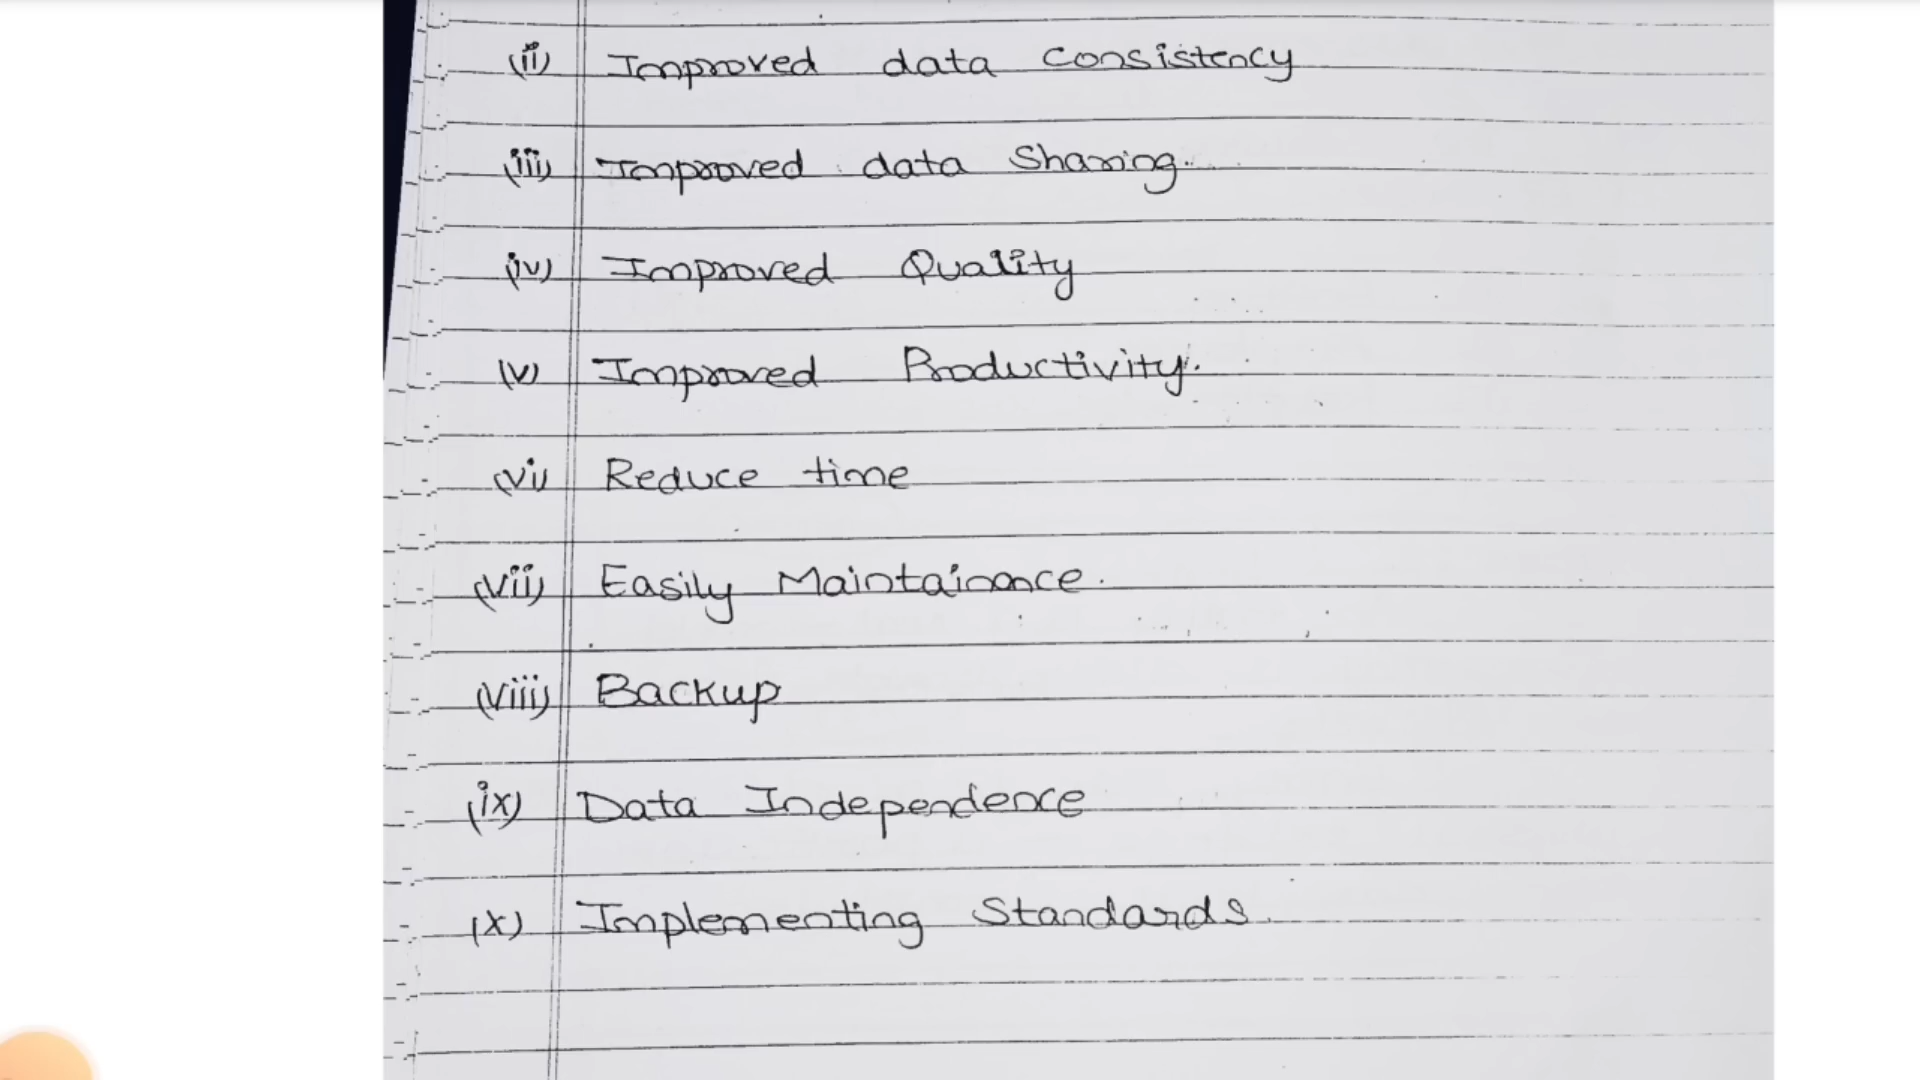 (ii) Improved data Consistency
(iii) Improved data Sharing.
(iv) Improved Quality
(v) Improved Productivity.
(vi) Reduce time
(vii) Easily Maintainance.
(viii) Backup
(ix) Data Independence
(x) Implementing Standards.